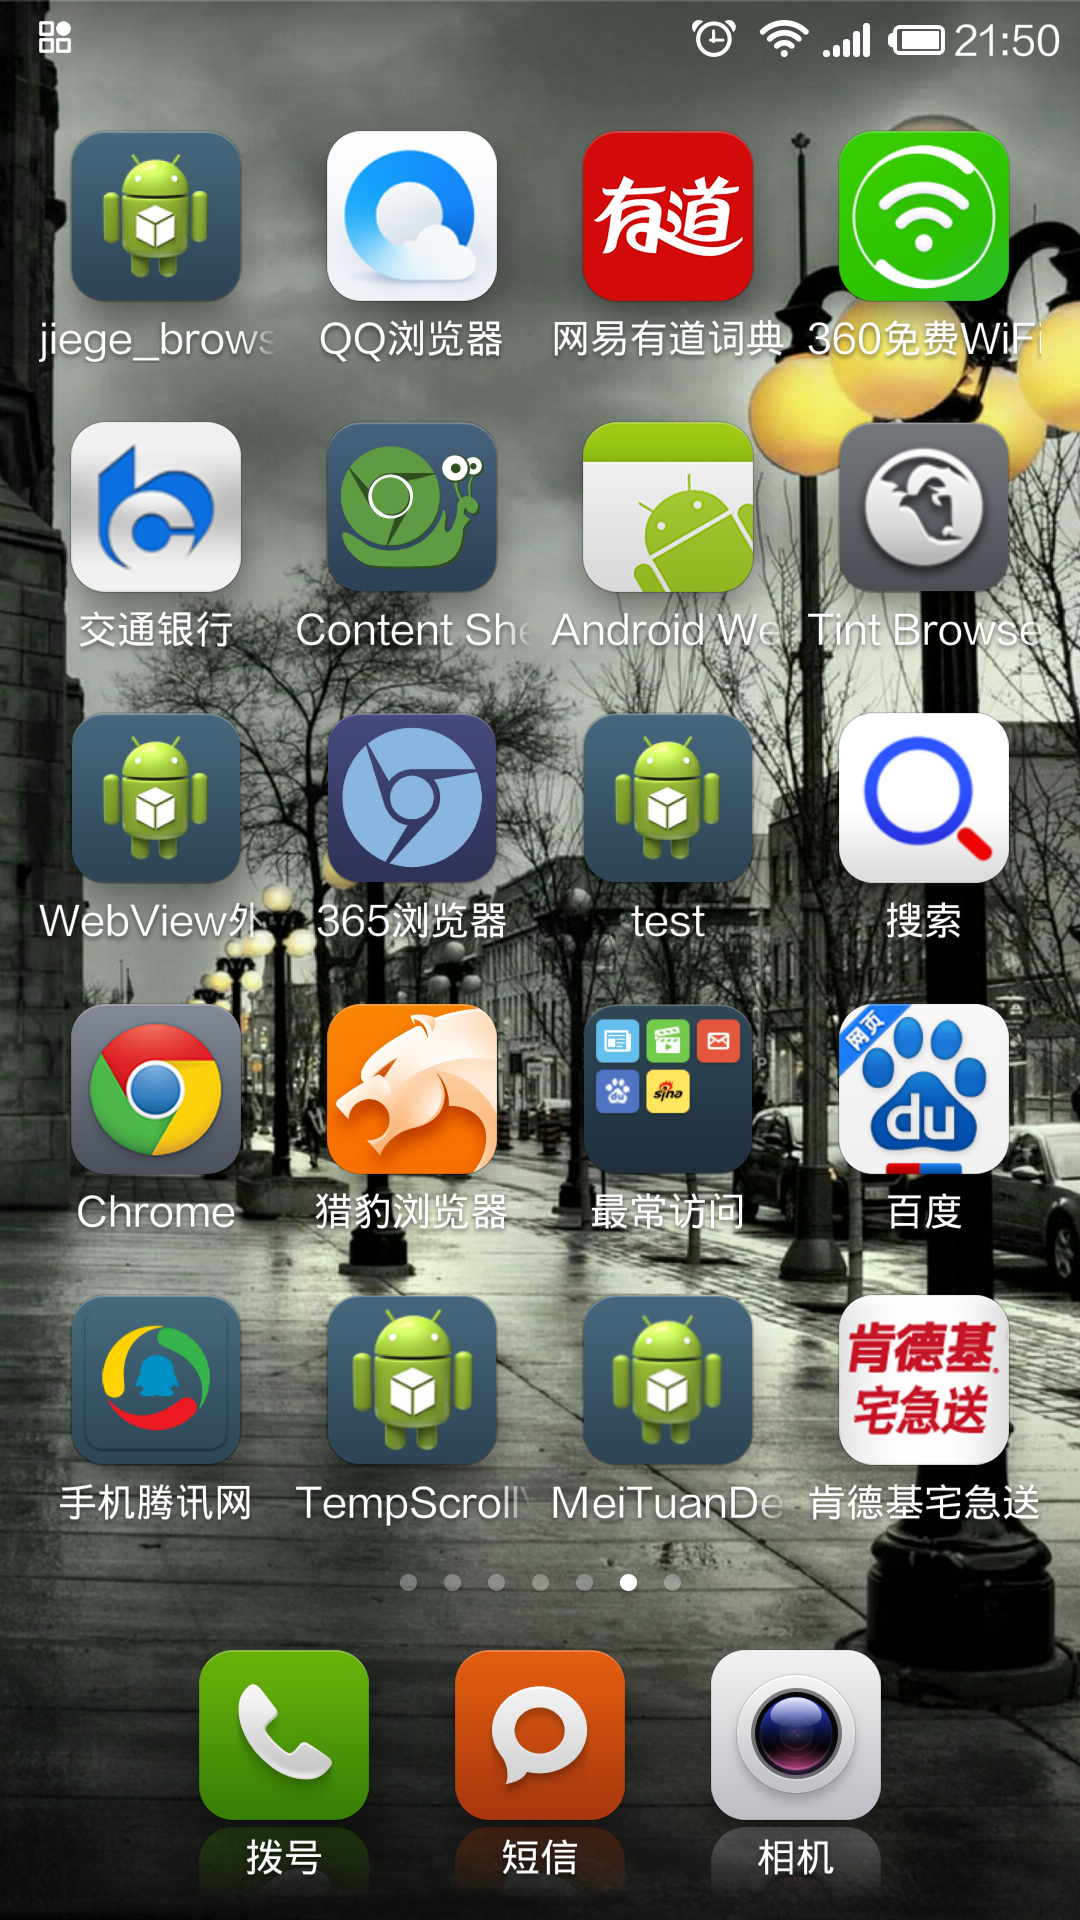 21:50
有道
jiege_brows
QQ浏览器
网易有道词典
360免费WiFi
交通银行
Content She
Android We
Tint Browse
WebView外
365浏览器
test
搜索
网页
du
sina
Chrome
猎豹浏览器
最常访问
百度
肯德基
宅急送
手机腾讯网
TempScroll
MeiTuanDe
肯德基宅急送
拨号
短信
相机